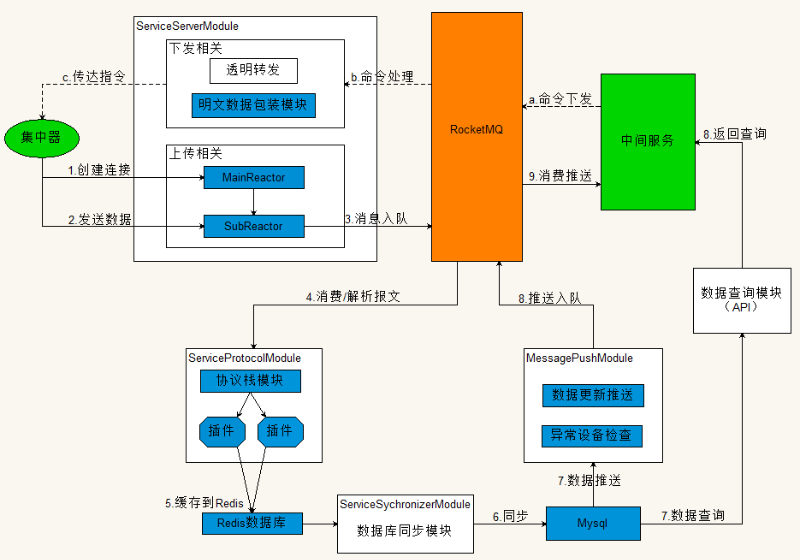 ServiceServerModule
下发相关
透明转发
明文数据包装模块
c.传达指令
b.命令处理
RocketMQ
a.命令下发
中间服务
8.返回查询
集中器
上传相关
1.创建连接
MainReactor
2.发送数据
SubReactor
3.消息入队
9.消费推送
4.消费/解析报文
8.推送入队
数据查询模块
（API）
ServiceProtocolModule
协议栈模块
插件
插件
MessagePushModule
数据更新推送
异常设备检查
5.缓存到Redis
Redis数据库
ServiceSychronizerModule
数据库同步模块
6.同步
7.数据推送
Mysql
7.数据查询